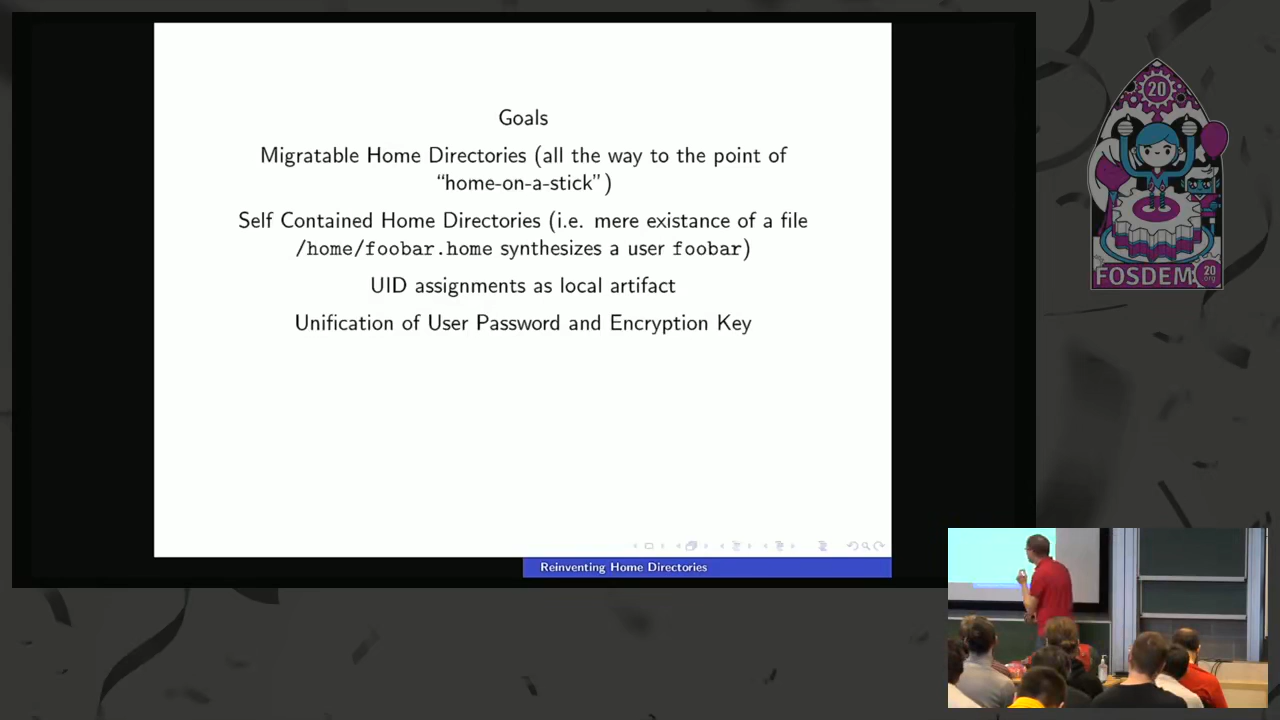 Goals
Migratable Home Directories (all the way to the point of
“home-on-a-stick”)
Self Contained Home Directories (i.e. mere existance of a file
/home/foobar.home synthesizes a user foobar)
UID assignments as local artifact
Unification of User Password and Encryption Key
Reinventing Home Directories
20
FOSDEM 20
.org